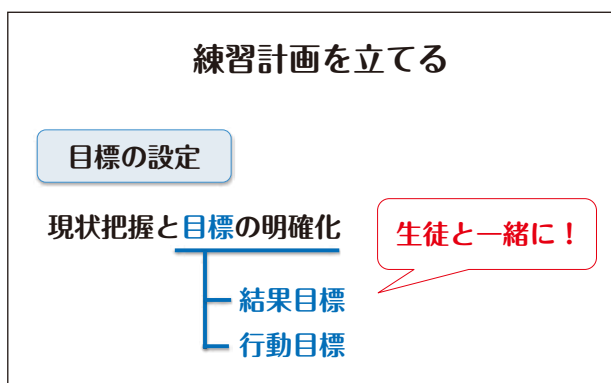 練習計画を立てる
目標の設定
現状把握と目標の明確化
生徒と一緒に！
結果目標
行動目標